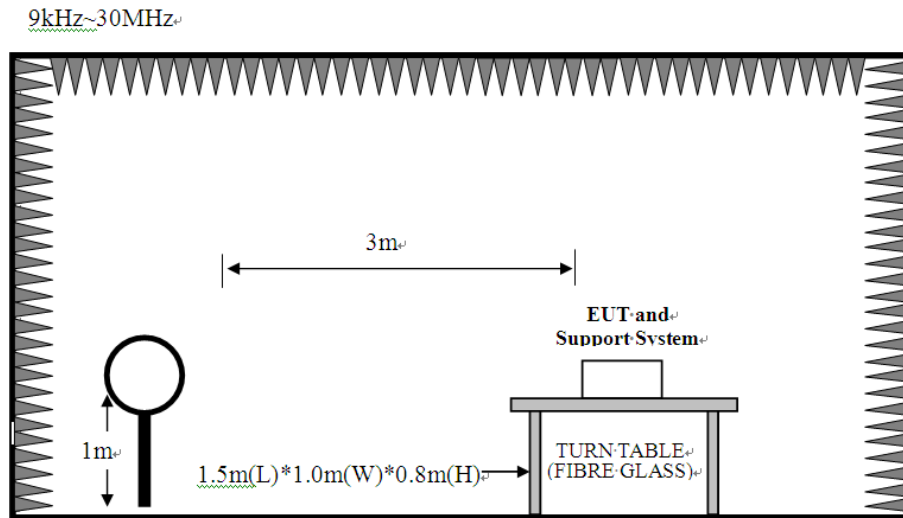 9kHz~30MHz
3m
EUT and
Support System
1m
1.5m(L)*1.0m(W)*0.8m(H)
TURN TABLE
(FIBRE GLASS)